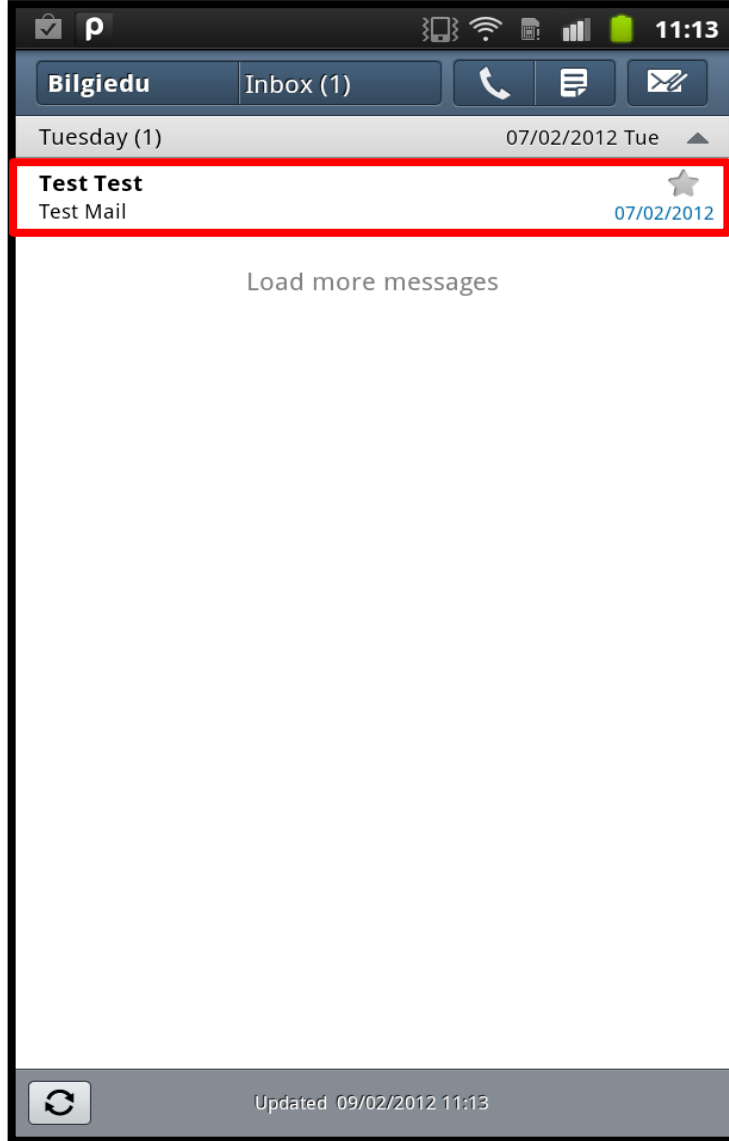 11:13
Bilgiedu Inbox (1)
Tuesday (1) 07/02/2012 Tue
Test Test
Test Mail 07/02/2012
Load more messages
Updated 09/02/2012 11:13